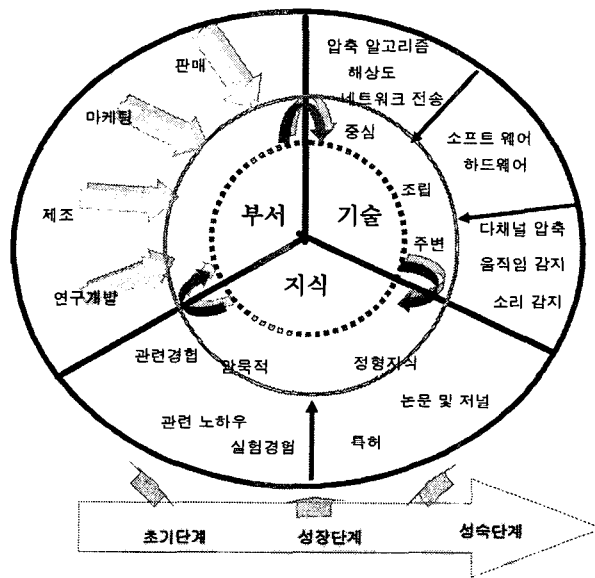 판매
마케팅
제조
연구개발
압축 알고리즘
해상도
네트워크 전송
중심
소프트 웨어
하드웨어
조립
주변
다채널 압축
움직임 감지
소리 감지
부서
기술
지식
관련경험
암묵적
정형지식
관련 노하우
실험경험
논문 및 저널
특허
초기단계
성장단계
성숙단계